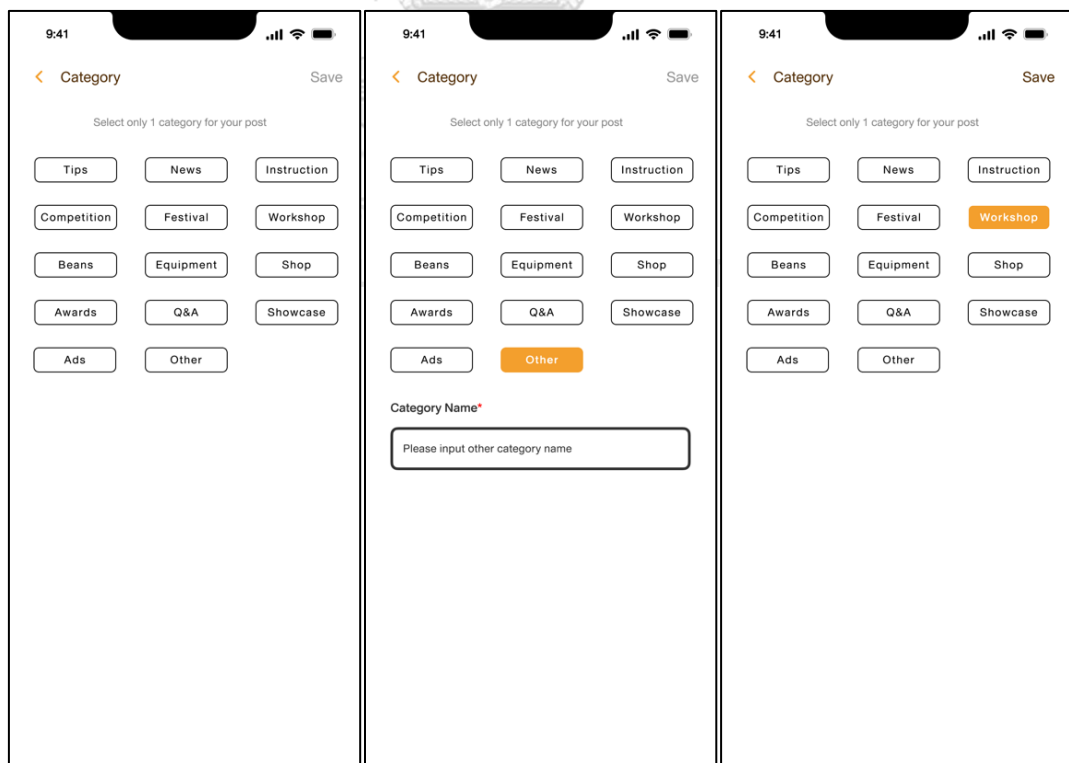 9:41
Category Save
Select only 1 category for your post
Tips News Instruction
Competition Festival Workshop
Beans Equipment Shop
Awards Q&A Showcase
Ads Other
9:41
Category Save
Select only 1 category for your post
Tips News Instruction
Competition Festival Workshop
Beans Equipment Shop
Awards Q&A Showcase
Ads Other
Category Name*
Please input other category name
9:41
Category Save
Select only 1 category for your post
Tips News Instruction
Competition Festival Workshop
Beans Equipment Shop
Awards Q&A Showcase
Ads Other